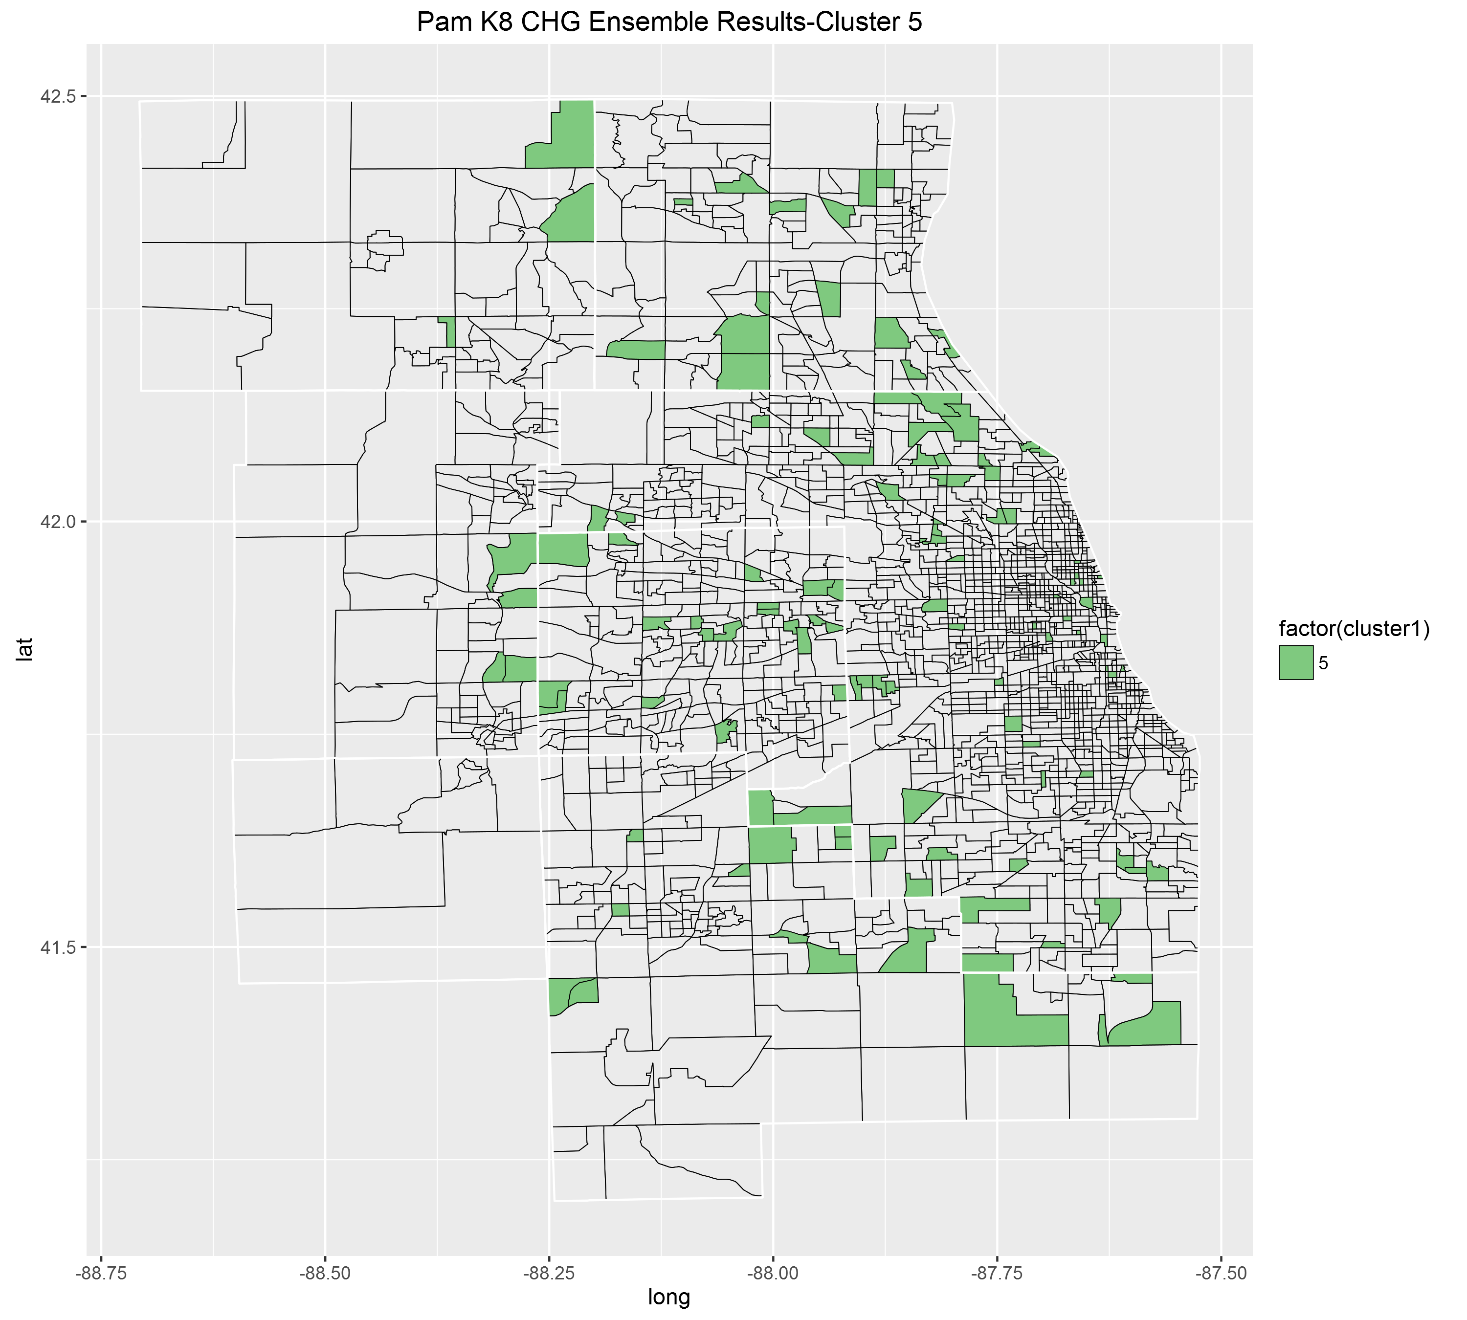 Pam K8 CHG Ensemble Results-Cluster 5
42.5
42.0
41.5
lat
-88.75
-88.50
-88.25
-88.00
-87.75
-87.50
long
factor(cluster1)
5